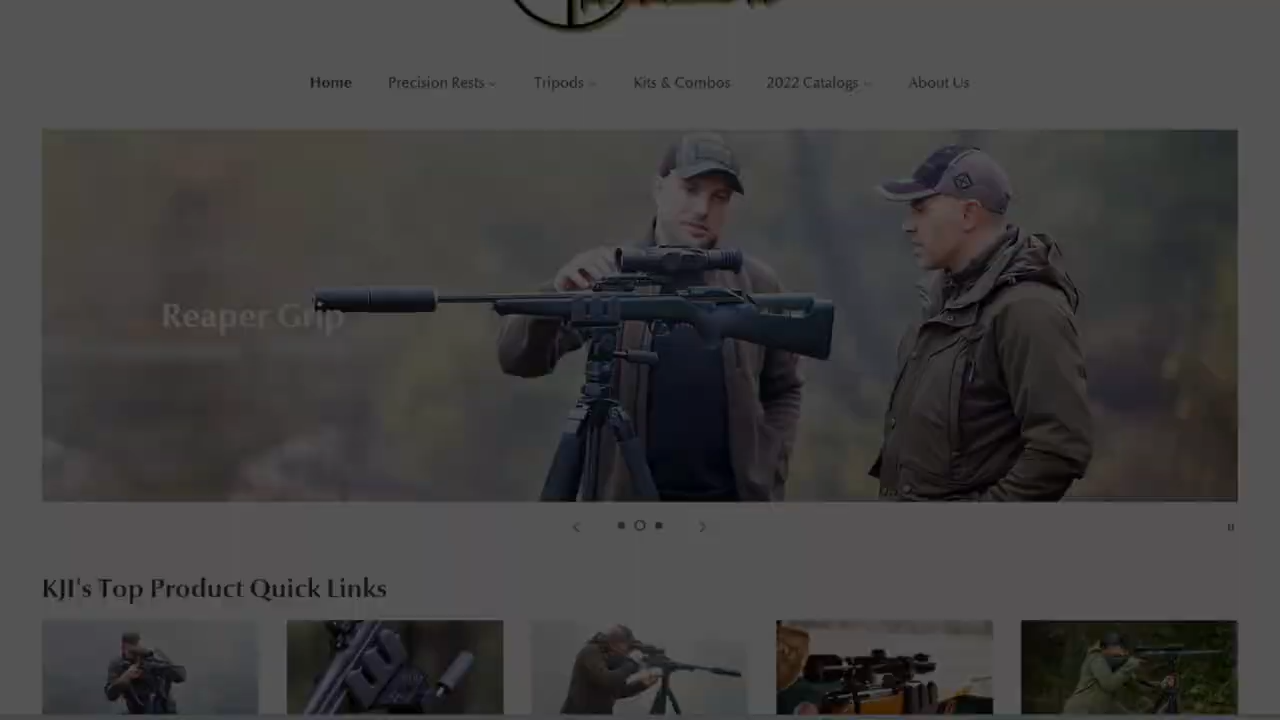 Home Precision Rests Tripods Kits & Combos 2022 Catalogs About Us
Reaper Grip
KJI's Top Product Quick Links